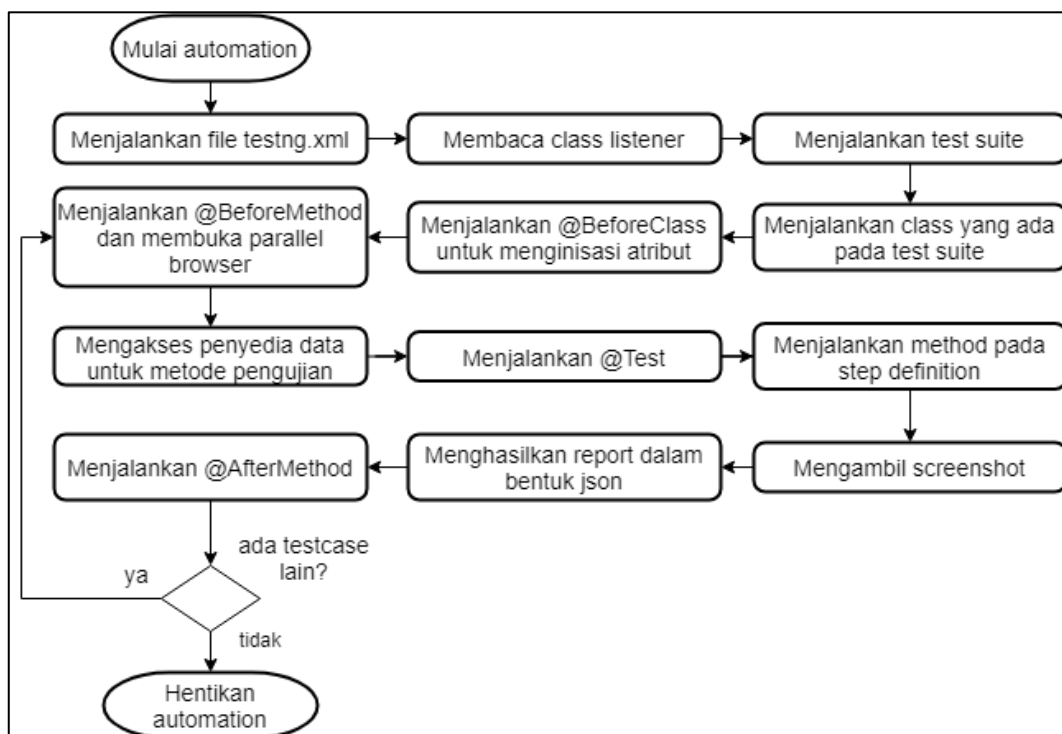 Mulai automation
Menjalankan file testng.xml
Membaca class listener
Menjalankan test suite
Menjalankan class yang ada
pada test suite
Menjalankan @BeforeClass
untuk menginisasi atribut
Menjalankan @BeforeMethod
dan membuka parallel
browser
Mengakses penyedia data
untuk metode pengujian
Menjalankan @Test
Menjalankan method pada
step definition
Mengambil screenshot
Menghasilkan report dalam
bentuk json
Menjalankan @AfterMethod
ada testcase
lain?
ya
tidak
Hentikan
automation